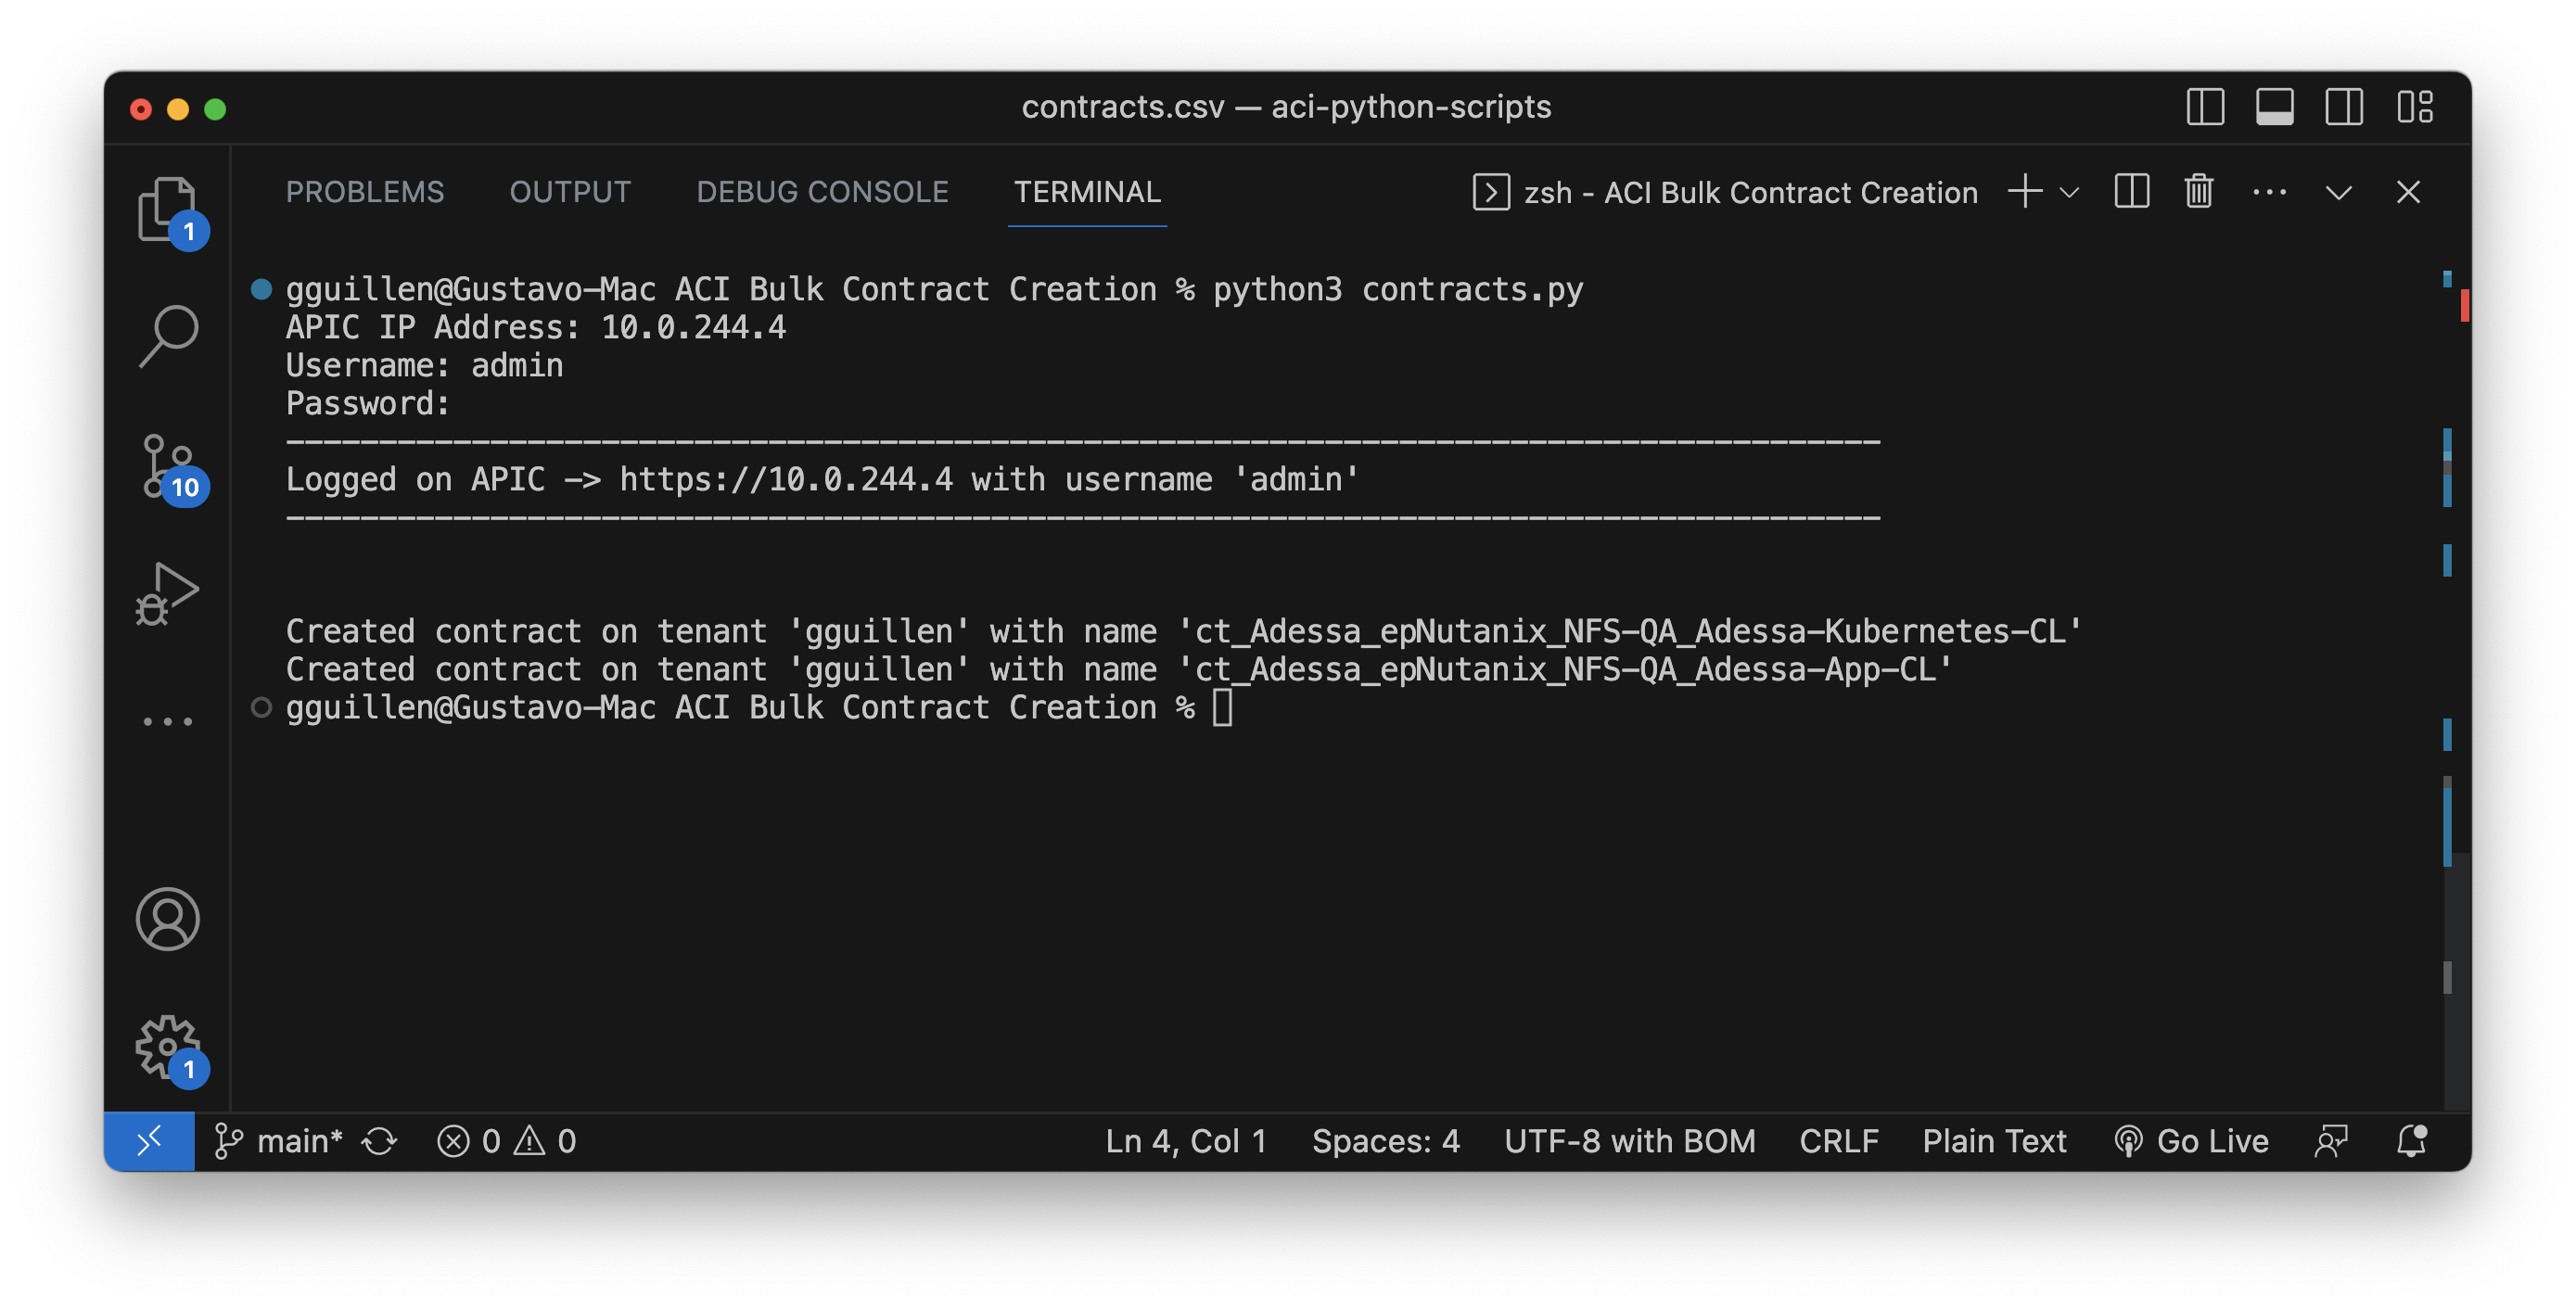 contracts.csv — aci-python-scripts
PROBLEMS OUTPUT DEBUG CONSOLE TERMINAL zsh - ACI Bulk Contract Creation
1
gguillen@Gustavo-Mac ACI Bulk Contract Creation % python3 contracts.py
APIC IP Address: 10.0.244.4
Username: admin
Password:
--------------------------------------------------------------------------------------
Logged on APIC -> https://10.0.244.4 with username 'admin'
--------------------------------------------------------------------------------------
10
Created contract on tenant 'gguillen' with name 'ct_Adessa_epNutanix_NFS-QA_Adessa-Kubernetes-CL'
Created contract on tenant 'gguillen' with name 'ct_Adessa_epNutanix_NFS-QA_Adessa-App-CL'
gguillen@Gustavo-Mac ACI Bulk Contract Creation %
1
main* 0 0 Ln 4, Col 1 Spaces: 4 UTF-8 with BOM CRLF Plain Text Go Live